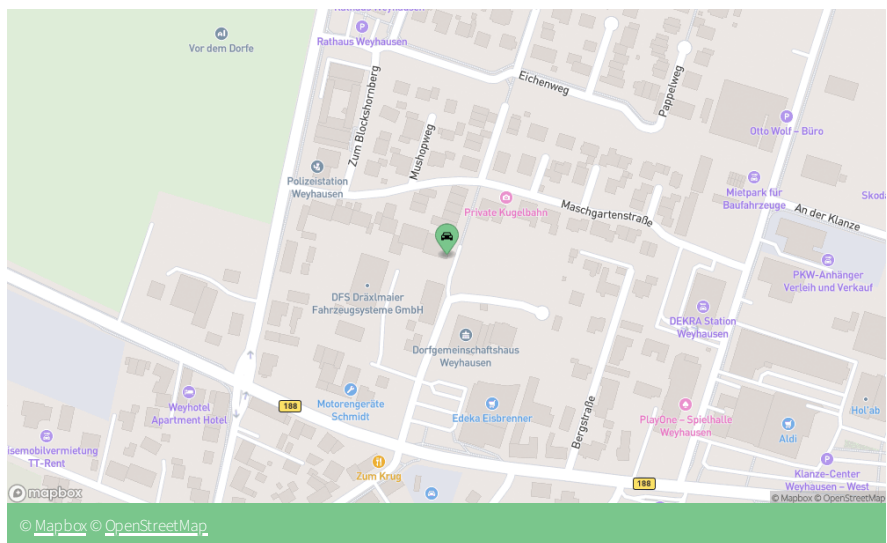 Rathaus Weyhausen
Rathaus Weyhausen
Vor dem Dorfe
Eichenweg
Pappelweg
Zum Blockshornberg
Mushopweg
Otto Wolf – Büro
Polizeistation
Weyhausen
Private Kugelbahn
Maschgartenstraße
Mietpark für
Baufahrzeuge
Skoda
An der Klanze
PKW-Anhänger
Verleih und Verkauf
DFS Dräxlmaier
Fahrzeugsysteme GmbH
DEKRA Station
Weyhausen
Dorfgemeinschaftshaus
Weyhausen
Weyhotel
Apartment Hotel
188
Motorengeräte
Schmidt
Edeka Eisbrenner
Bergstraße
PlayOne – Spielhalle
Weyhausen
Aldi
Hol'ab
isemobilvermietung
TT-Rent
Zum Krug
188
Klanze-Center
Weyhausen – West
mapbox
© Mapbox © OpenStreetMap
© Mapbox © OpenStreetMap